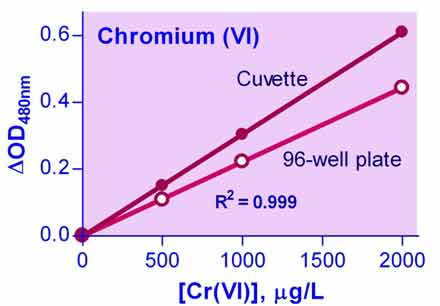 Chromium (VI)
0.6
0.4
0.2
0.0
ΔOD480nm
Cuvette
96-well plate
R² = 0.999
0 500 1000 1500 2000
[Cr(VI)], μg/L